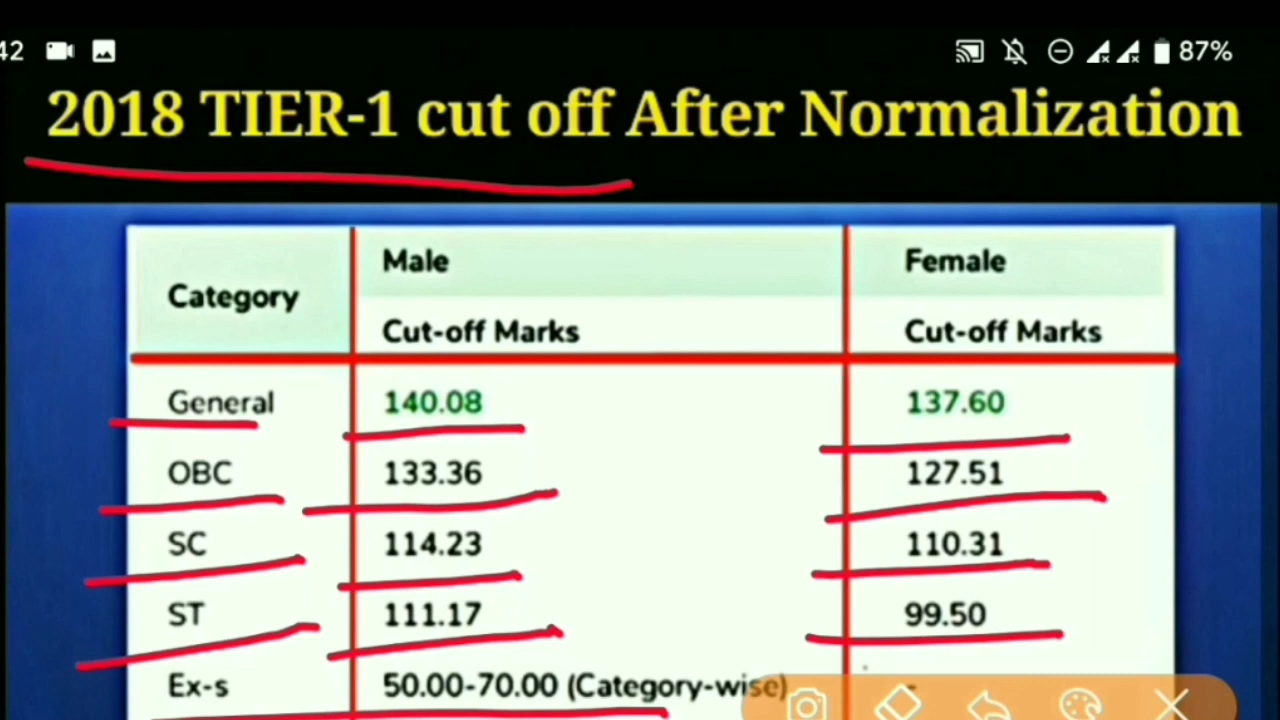 42
87%
2018 TIER-1 cut off After Normalization
Category
Male
Female
Cut-off Marks
Cut-off Marks
General 140.08 137.60
OBC 133.36 127.51
SC 114.23 110.31
ST 111.17 99.50
Ex-s 50.00-70.00 (Category-wise) -